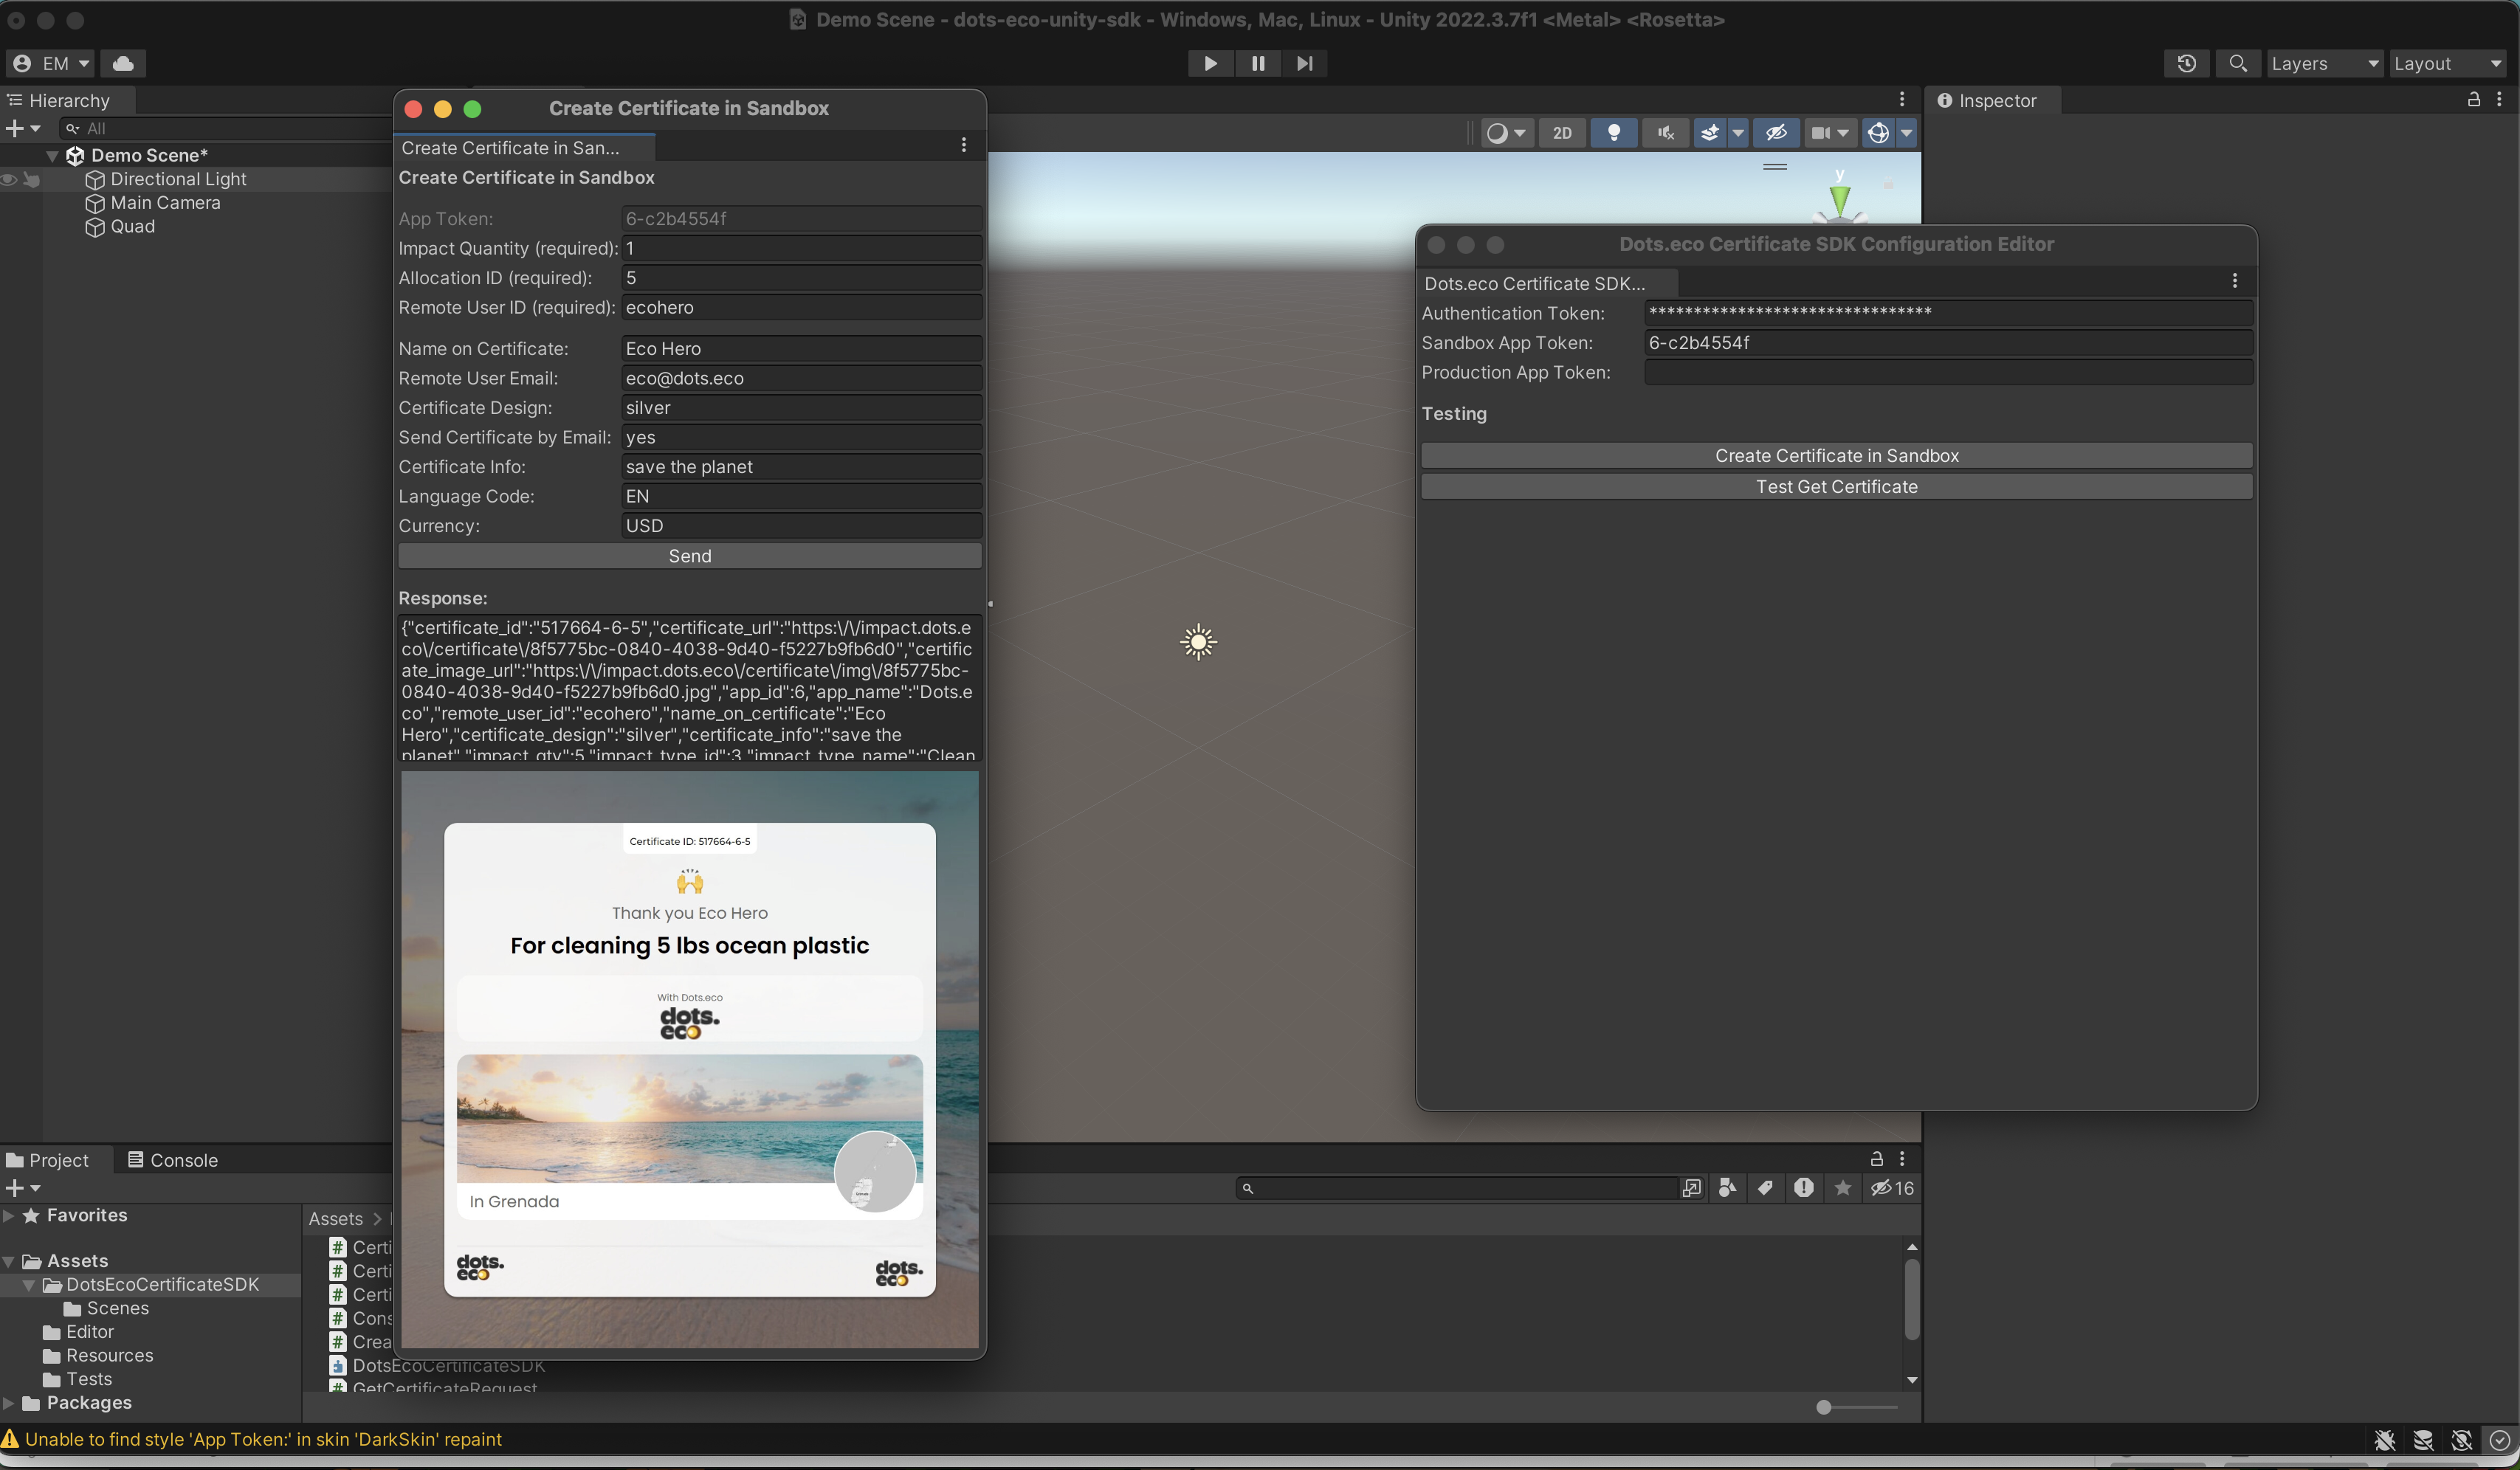 Demo Scene - dots-eco-unity-sdk - Windows, Mac, Linux - Unity 2022.3.7f1 <Metal> <Rosetta>
EM
Layers
Layout
Hierarchy
All
Demo Scene*
Directional Light
Main Camera
Quad
Create Certificate in Sandbox
Create Certificate in San...
Create Certificate in Sandbox
App Token: 6-c2b4554f
Impact Quantity (required): 1
Allocation ID (required): 5
Remote User ID (required): ecohero
Name on Certificate: Eco Hero
Remote User Email: eco@dots.eco
Certificate Design: silver
Send Certificate by Email: yes
Certificate Info: save the planet
Language Code: EN
Currency: USD
Send
Response:
{"certificate_id":"517664-6-5","certificate_url":"https:\/\/impact.dots.e
co\/certificate\/8f5775bc-0840-4038-9d40-f5227b9fb6d0","certific
ate_image_url":"https:\/\/impact.dots.eco\/certificate\/img\/8f5775bc-
0840-4038-9d40-f5227b9fb6d0.jpg","app_id":6,"app_name":"Dots.e
co","remote_user_id":"ecohero","name_on_certificate":"Eco
Hero","certificate_design":"silver","certificate_info":"save the
planet","impact_qty":5,"impact_type_id":3,"impact_type_name":"Clean
Certificate ID: 517664-6-5
Thank you Eco Hero
For cleaning 5 lbs ocean plastic
With Dots.eco
dots.
eco
In Grenada
dots.
eco
dots.
eco
2D
y
Inspector
Dots.eco Certificate SDK Configuration Editor
Dots.eco Certificate SDK...
Authentication Token: ********************************
Sandbox App Token: 6-c2b4554f
Production App Token:
Testing
Create Certificate in Sandbox
Test Get Certificate
Project
Console
16
Favorites
Assets
DotsEcoCertificateSDK
Scenes
Editor
Resources
Tests
Packages
Assets >
Certi
Certi
Certi
Cons
Crea
DotsEcoCertificateSDK
GetCertificateRequest
Unable to find style 'App Token:' in skin 'DarkSkin' repaint